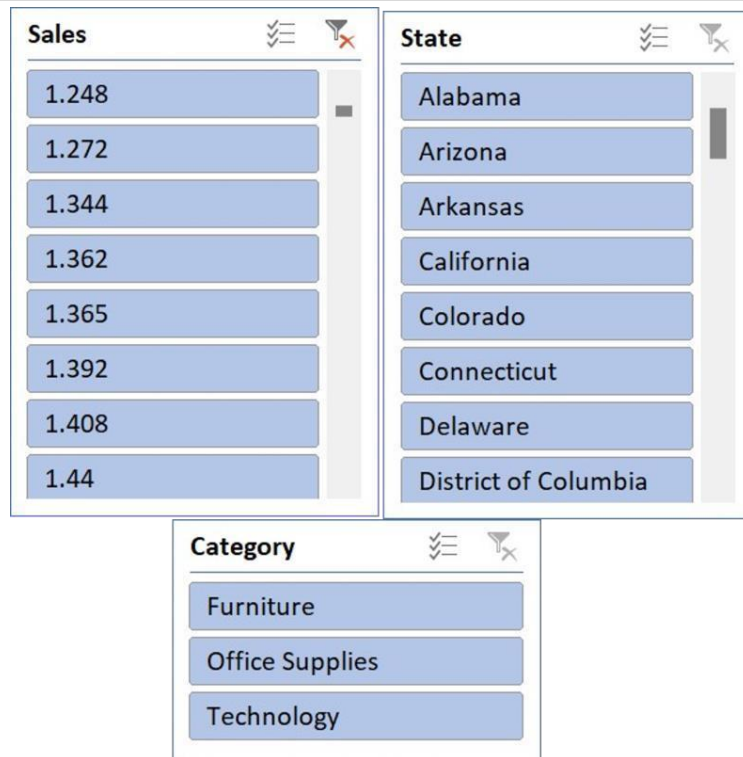 Sales
1.248
1.272
1.344
1.362
1.365
1.392
1.408
1.44
State
Alabama
Arizona
Arkansas
California
Colorado
Connecticut
Delaware
District of Columbia
Category
Furniture
Office Supplies
Technology